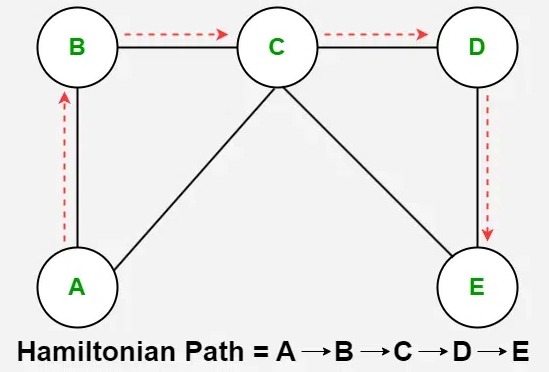 B C D
A E
Hamiltonian Path = A → B → C → D → E